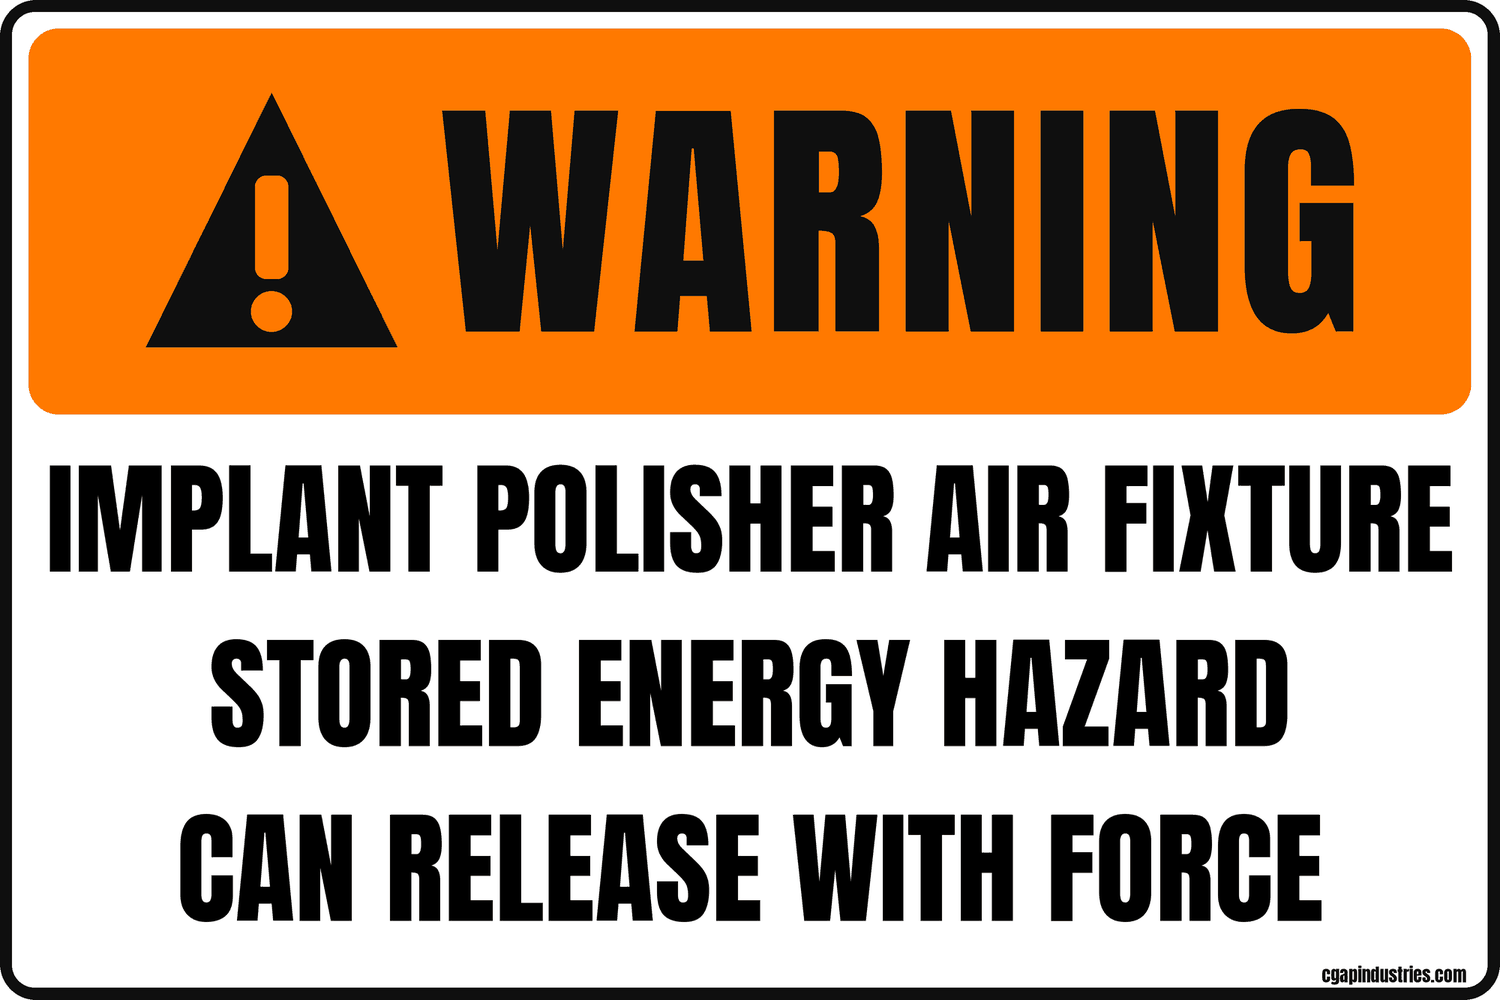 WARNING
IMPLANT POLISHER AIR FIXTURE
STORED ENERGY HAZARD
CAN RELEASE WITH FORCE
cgapindustries.com